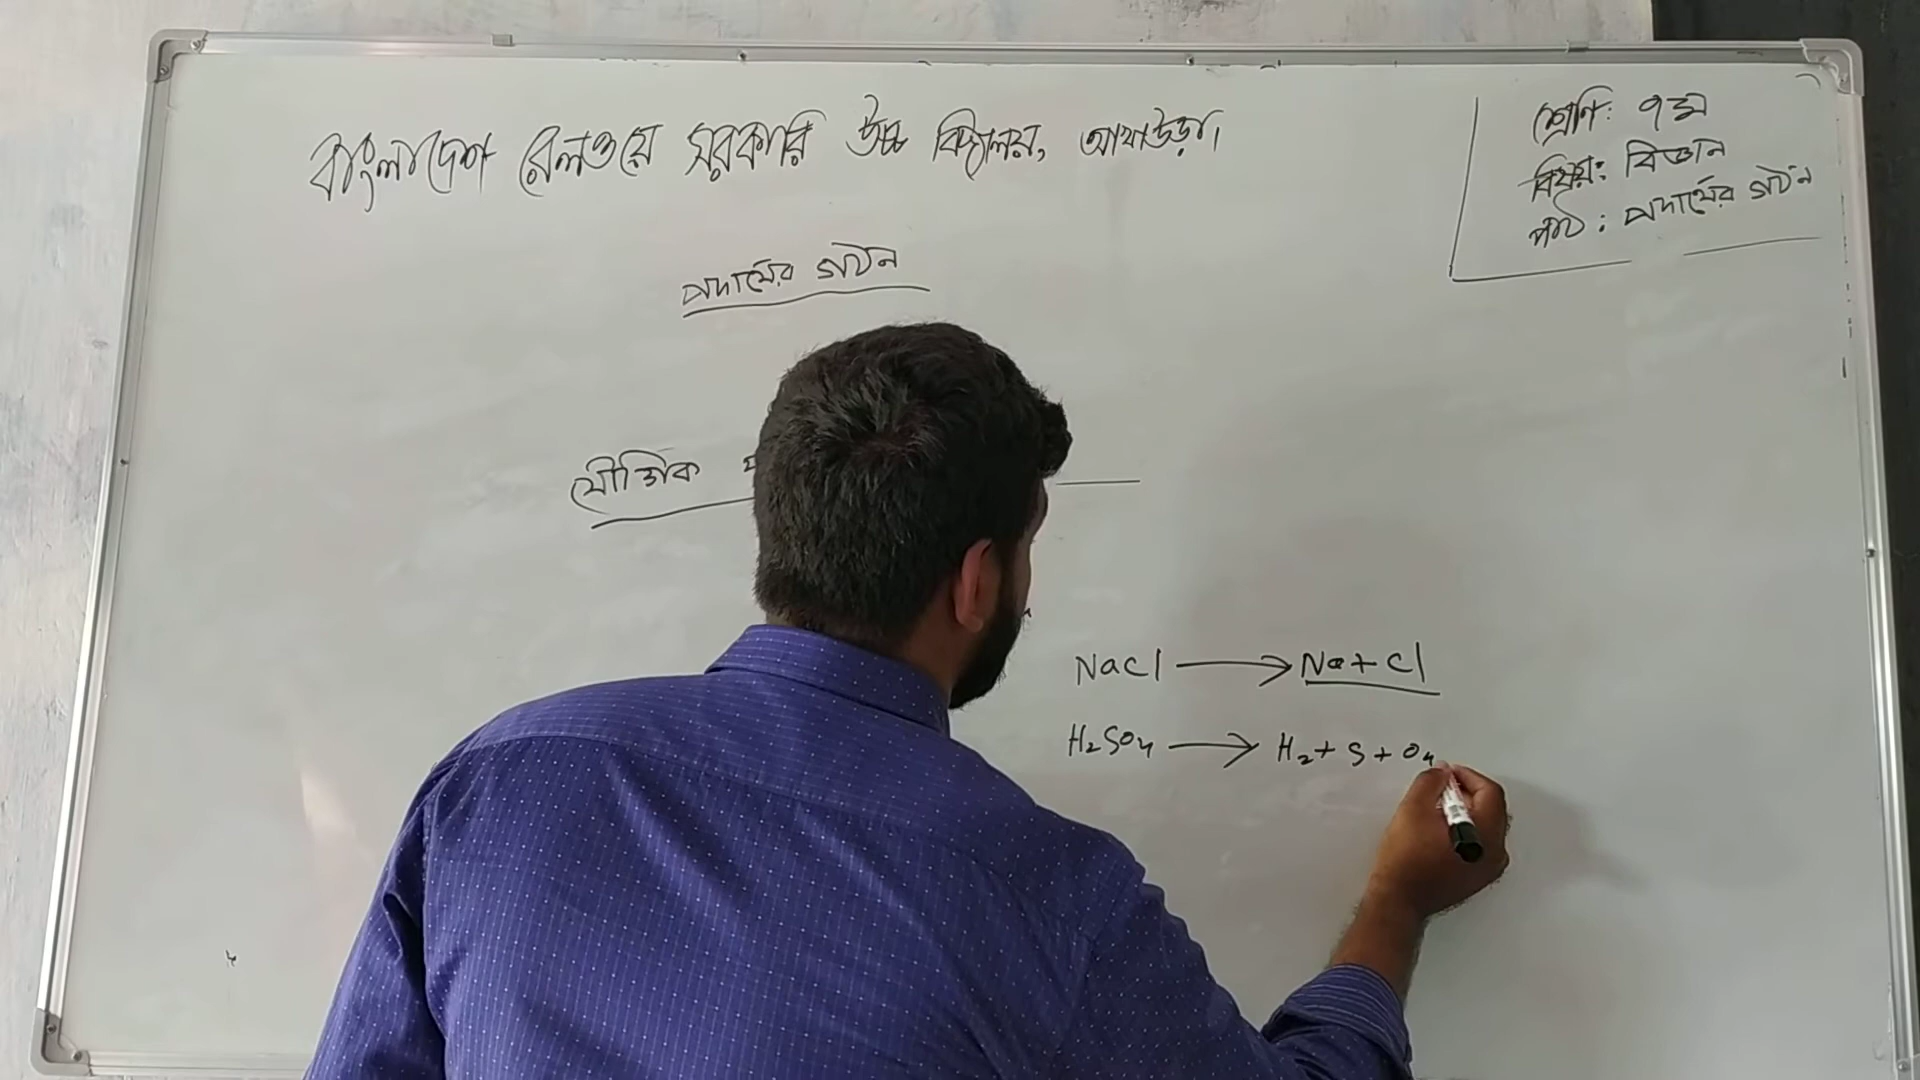 বাংলাদেশ রেলওয়ে সরকারি উচ্চ বিদ্যালয়, আখাউড়া।
শ্রেণি: ৭ম
বিষয়: বিজ্ঞান
পাঠ: পদার্থের গঠন
পদার্থের গঠন
যৌগিক
NaCl → Na + Cl
H₂SO₄ → H₂ + S + O₄